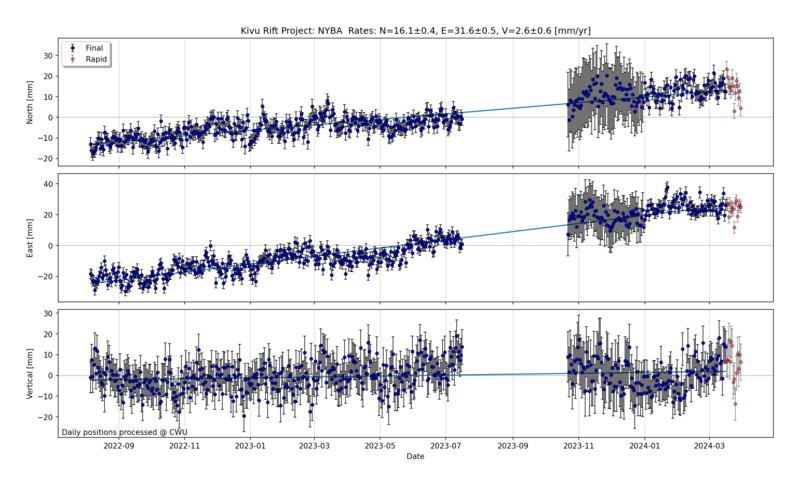 Kivu Rift Project: NYBA Rates: N=16.1±0.4, E=31.6±0.5, V=2.6±0.6 [mm/yr]
Final
Rapid
North [mm]
30
20
10
0
−10
−20
East [mm]
40
20
0
−20
Vertical [mm]
30
20
10
0
−10
−20
Daily positions processed @ CWU
2022-09 2022-11 2023-01 2023-03 2023-05 2023-07 2023-09 2023-11 2024-01 2024-03
Date